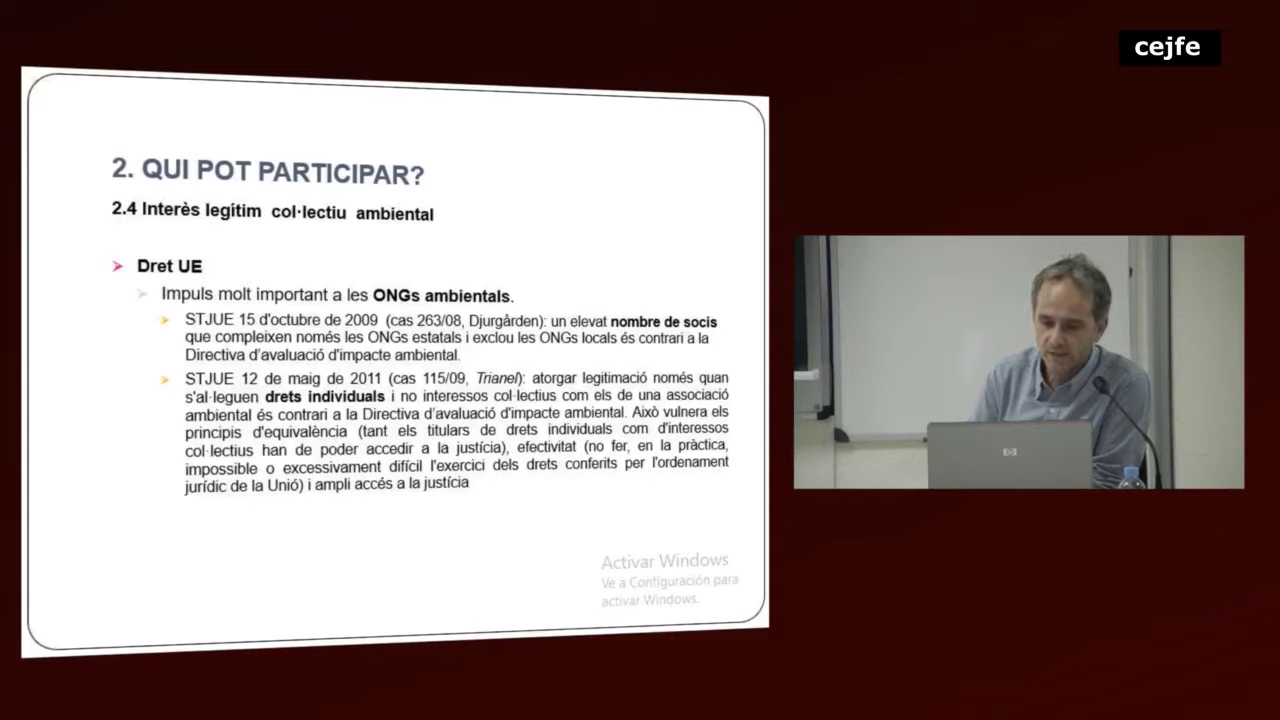 cejfe
2. QUI POT PARTICIPAR?
2.4 Interès legítim col·lectiu ambiental
Dret UE
Impuls molt important a les ONGs ambientals.
STJUE 15 d'octubre de 2009 (cas 263/08, Djurgården): un elevat nombre de socis
que compleixen només les ONGs estatals i exclou les ONGs locals és contrari a la
Directiva d'avaluació d'impacte ambiental.
STJUE 12 de maig de 2011 (cas 115/09, Trianel): atorgar legitimació només quan
s'al·leguen drets individuals i no interessos col·lectius com els de una associació
ambiental és contrari a la Directiva d'avaluació d'impacte ambiental. Això vulnera els
principis d'equivalència (tant els titulars de drets individuals com d'interessos
col·lectius han de poder accedir a la justícia), efectivitat (no fer, en la pràctica,
impossible o excessivament difícil l'exercici dels drets conferits per l'ordenament
jurídic de la Unió) i ampli accés a la justícia
Activar Windows
Ve a Configuración para
activar Windows.
hp